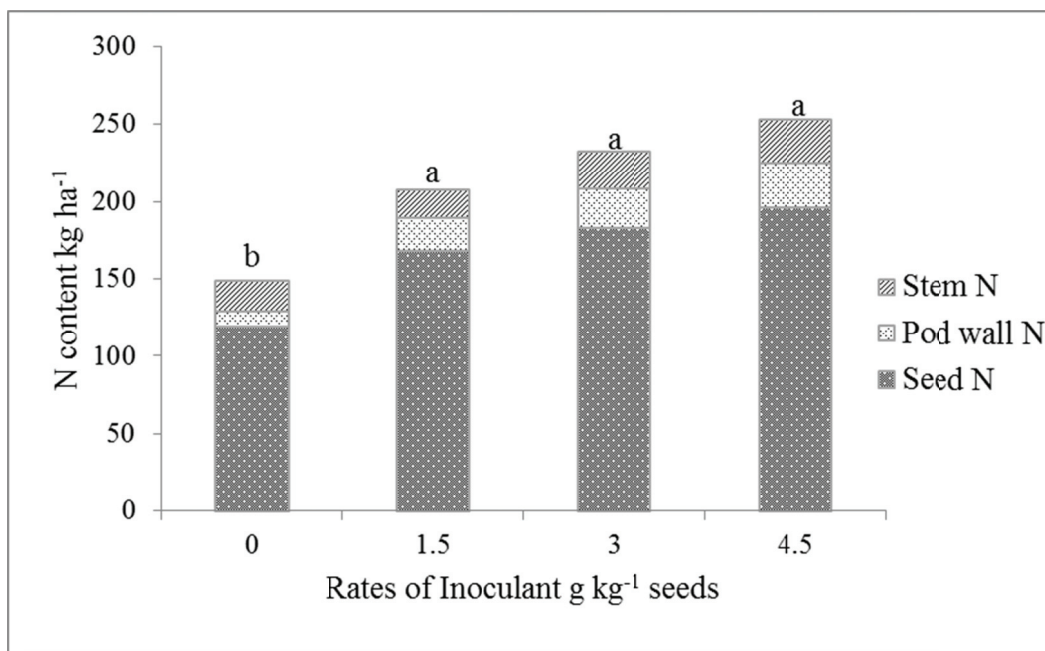 300
250
200
150
100
50
0
N content kg ha⁻¹
b
a
a
a
0 1.5 3 4.5
Rates of Inoculant g kg⁻¹ seeds
Stem N
Pod wall N
Seed N